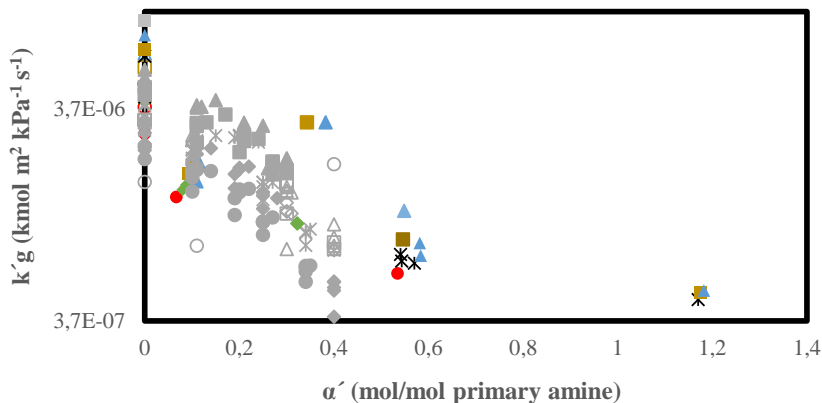 k´g (kmol m² kPa⁻¹ s⁻¹)
3,7E-06
3,7E-07
0 0,2 0,4 0,6 0,8 1 1,2 1,4
α´ (mol/mol primary amine)